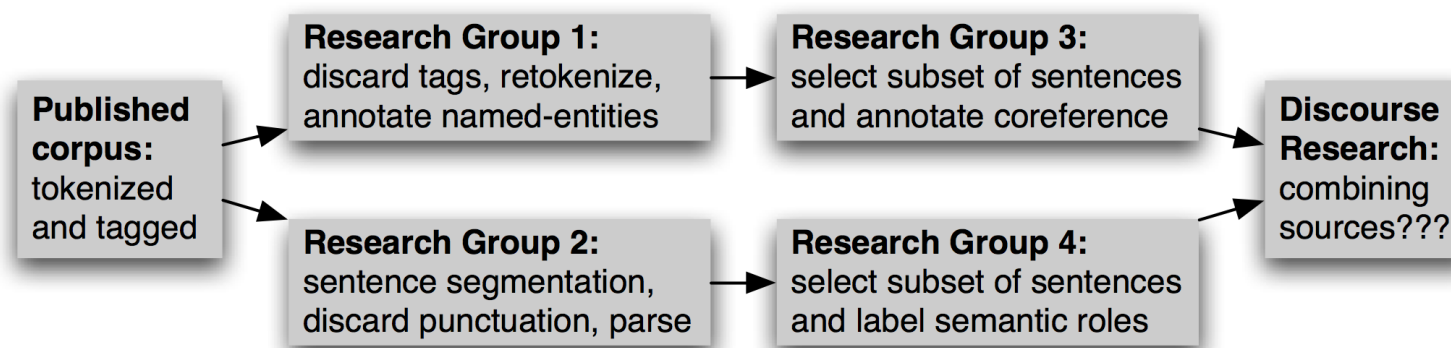 Published
corpus:
tokenized
and tagged
Research Group 1:
discard tags, retokenize,
annotate named-entities
Research Group 2:
sentence segmentation,
discard punctuation, parse
Research Group 3:
select subset of sentences
and annotate coreference
Research Group 4:
select subset of sentences
and label semantic roles
Discourse
Research:
combining
sources???